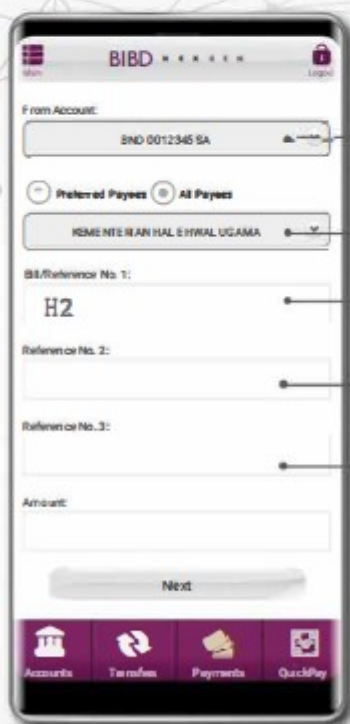 BIBD
Main
Logout
From Account:
BND 0012345 SA
Preferred Payees All Payees
KEMENTERIAN HAL EHWAL UGAMA
Bill/Reference No. 1:
H2
Reference No. 2:
Reference No. 3:
Amount:
Next
Accounts Transfers Payments QuickPay